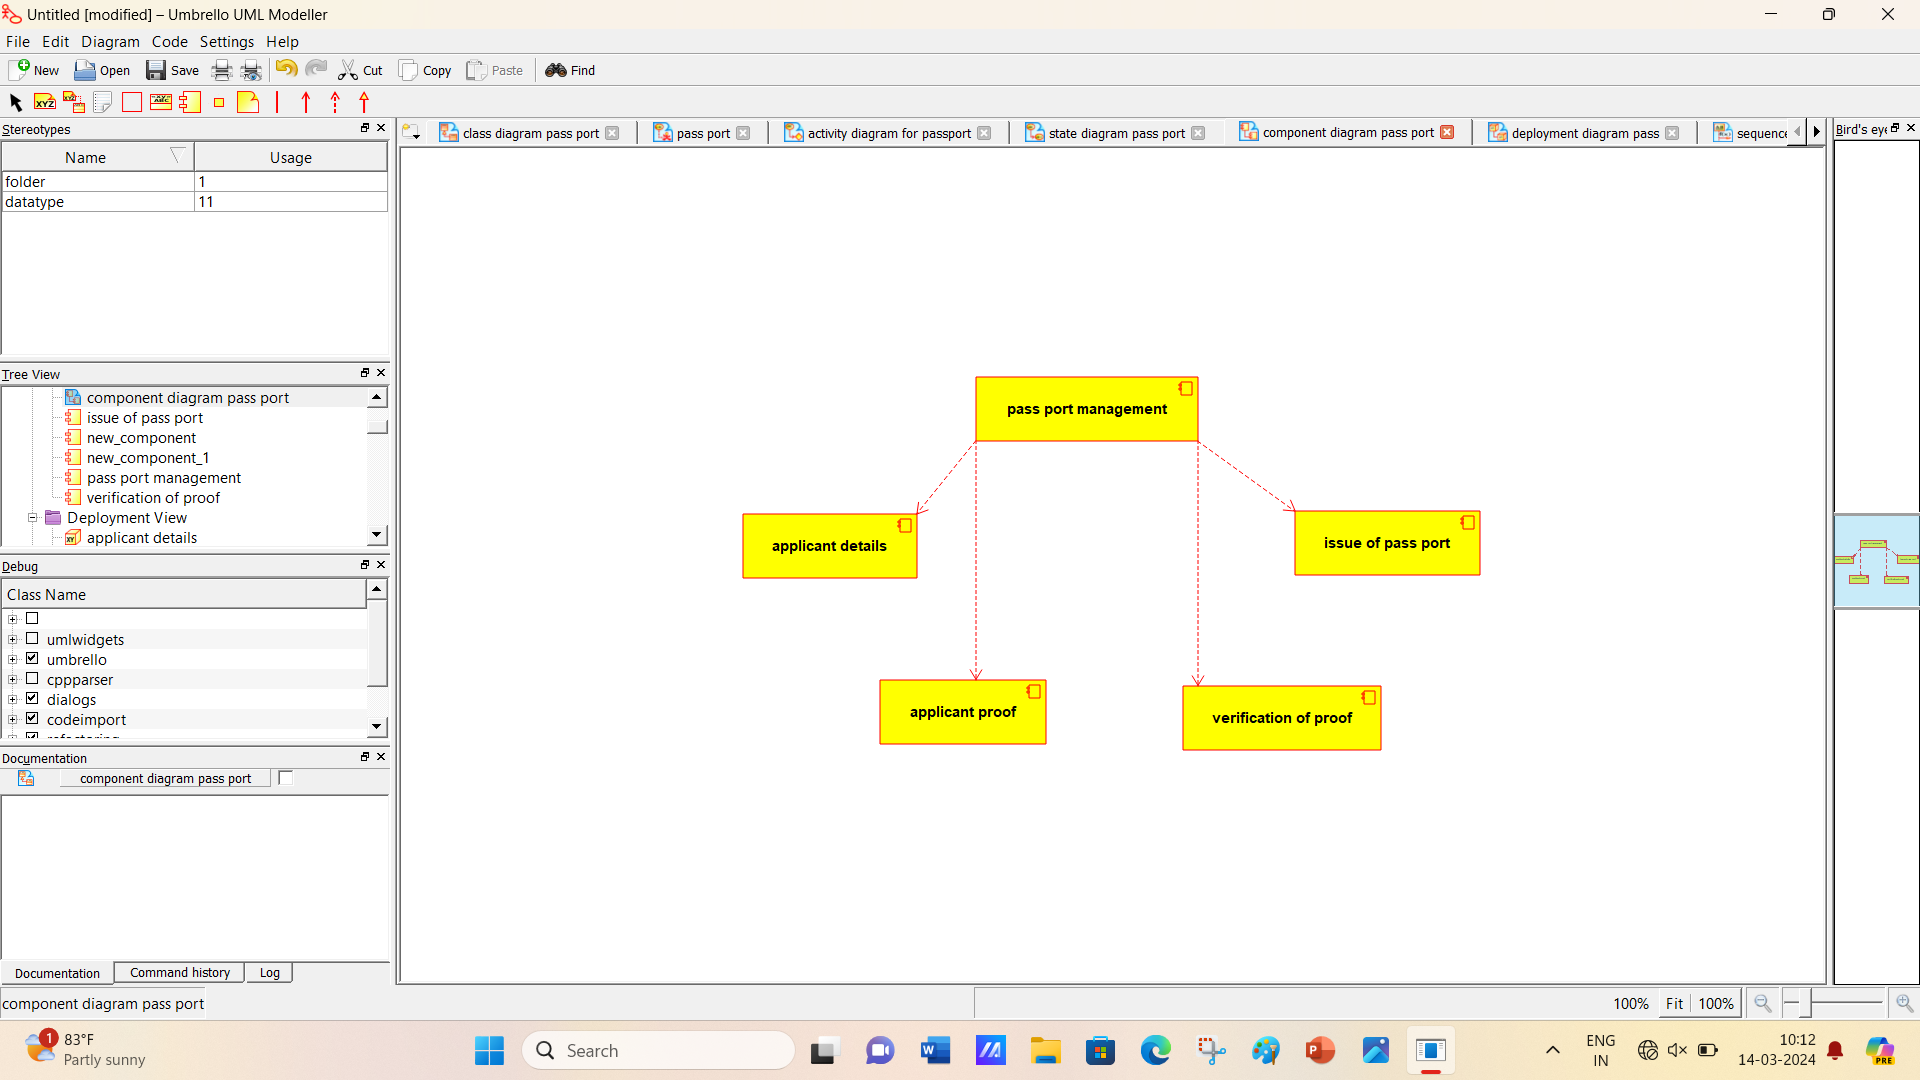 Untitled [modified] – Umbrello UML Modeller
File Edit Diagram Code Settings Help
New Open Save Cut Copy Paste Find
Stereotypes
Name Usage
folder 1
datatype 11
Tree View
component diagram pass port
issue of pass port
new_component
new_component_1
pass port management
verification of proof
Deployment View
applicant details
Debug
Class Name
umlwidgets
umbrello
cppparser
dialogs
codeimport
refactoring
Documentation
component diagram pass port
Documentation Command history Log
class diagram pass port pass port activity diagram for passport state diagram pass port component diagram pass port deployment diagram pass sequence
pass port management
applicant details
issue of pass port
applicant proof
verification of proof
Bird's eye
component diagram pass port
100% Fit 100%
1
83°F
Partly sunny
Search
ENG
IN
10:12
14-03-2024
PRE